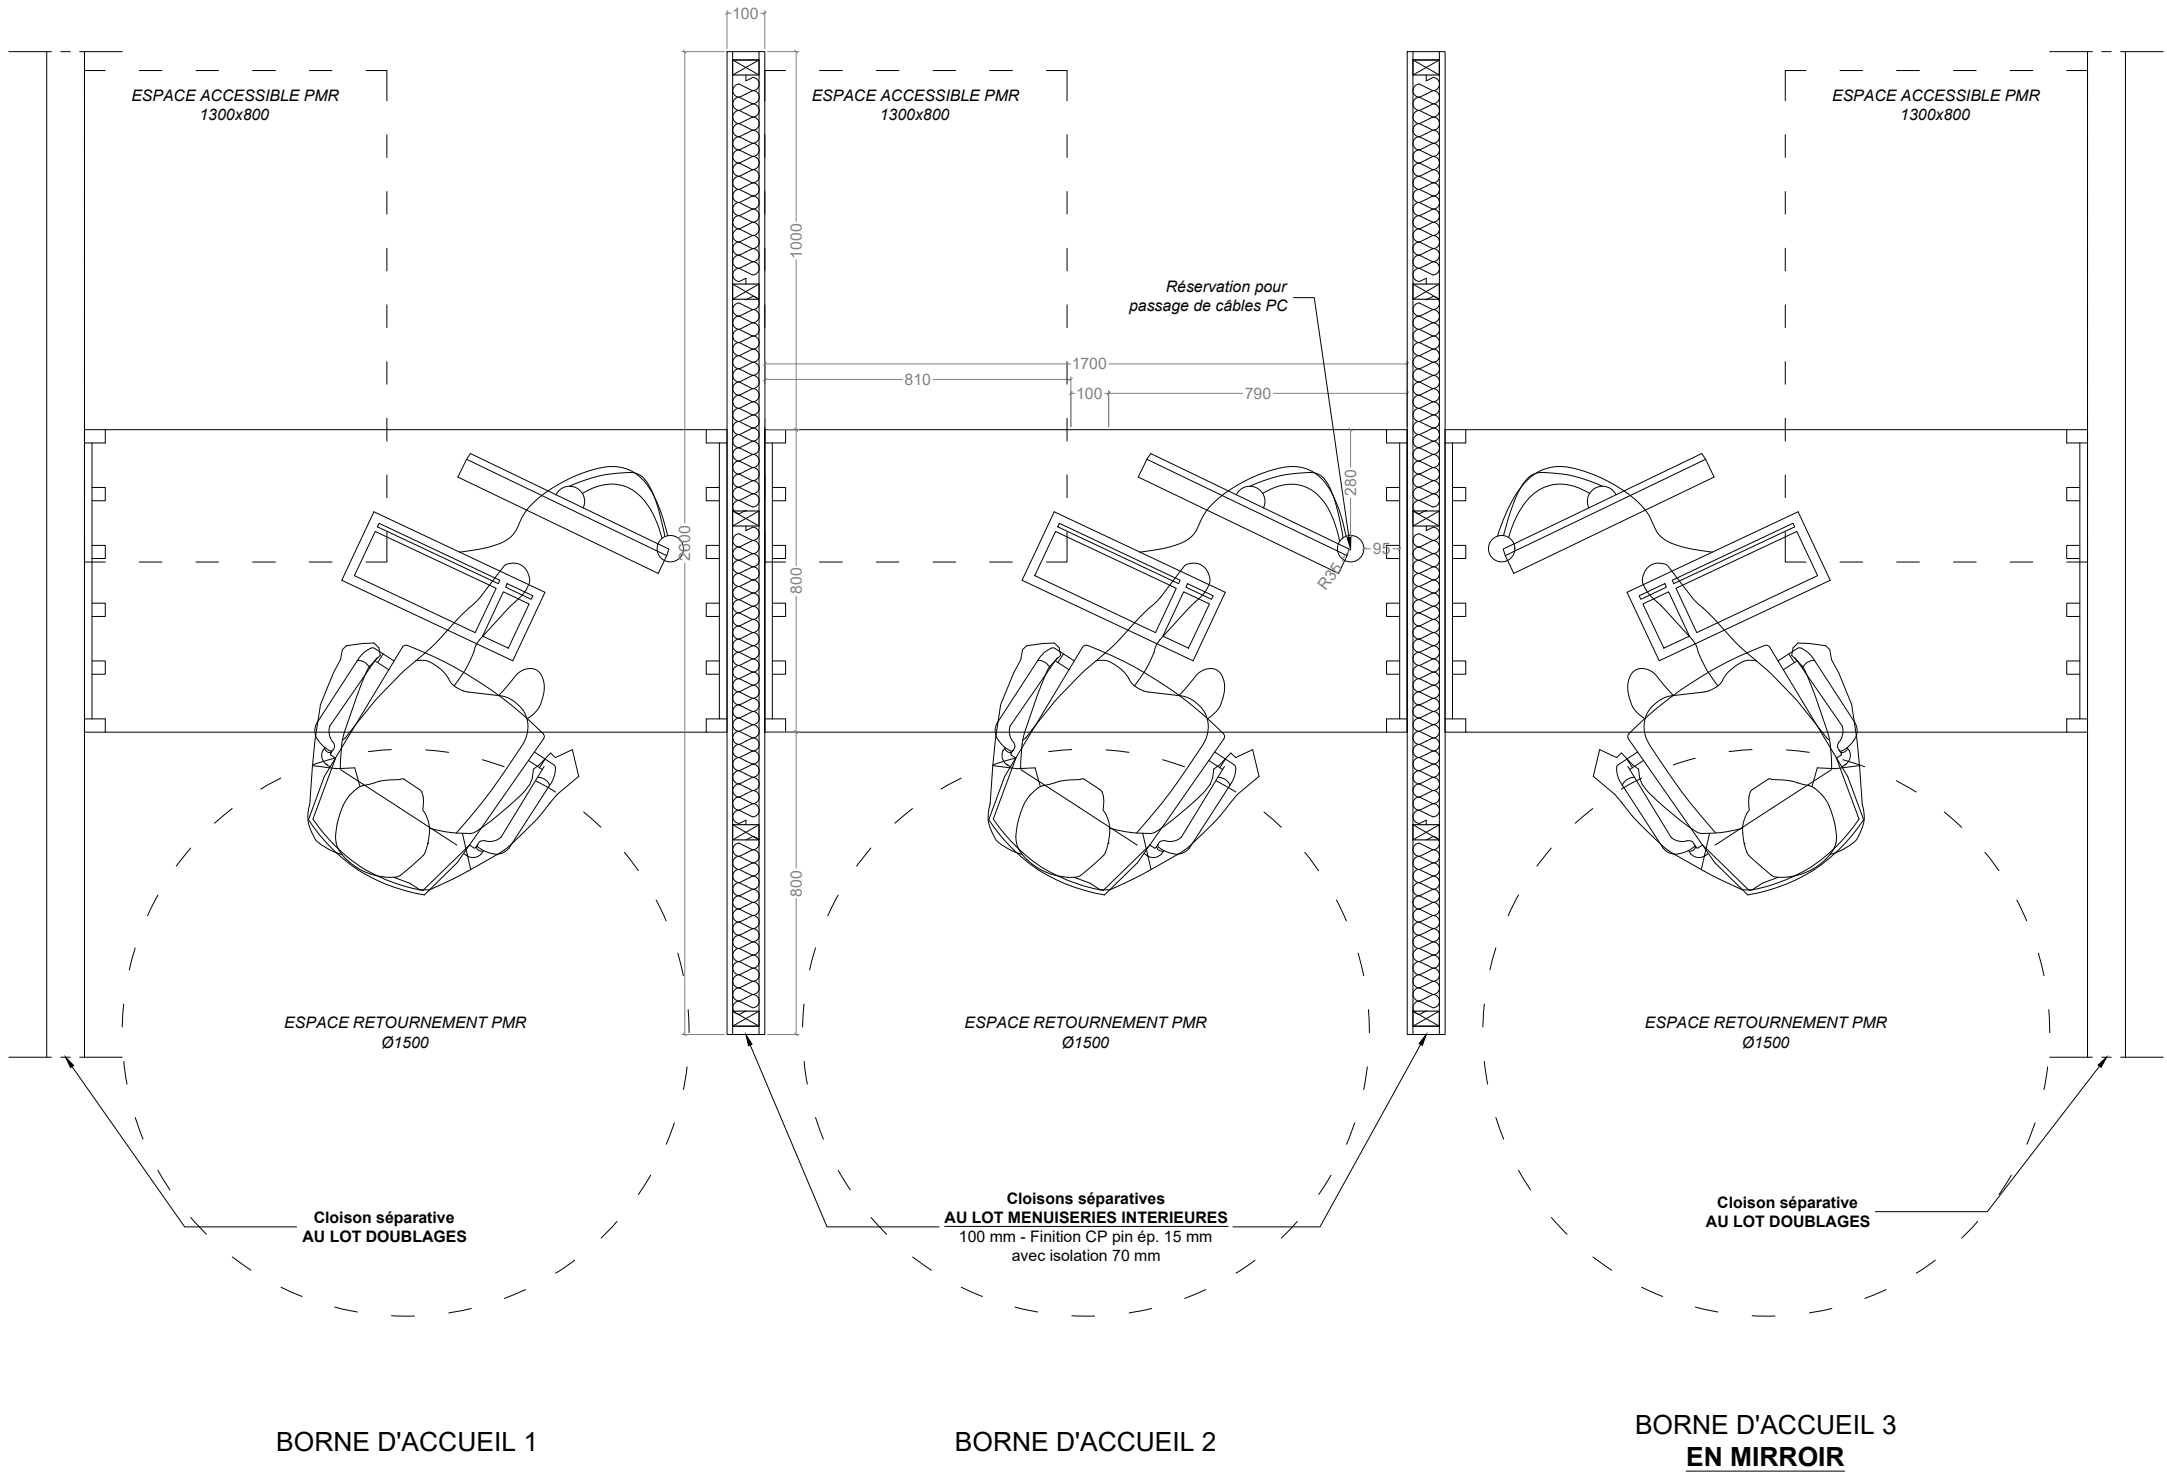 100
ESPACE ACCESSIBLE PMR
1300x800
ESPACE ACCESSIBLE PMR
1300x800
ESPACE ACCESSIBLE PMR
1300x800
1000
Réservation pour
passage de câbles PC
1700
810
100
790
280
2600
95
R35
800
800
ESPACE RETOURNEMENT PMR
Ø1500
ESPACE RETOURNEMENT PMR
Ø1500
ESPACE RETOURNEMENT PMR
Ø1500
Cloison séparative
AU LOT DOUBLAGES
Cloisons séparatives
AU LOT MENUISERIES INTERIEURES
100 mm - Finition CP pin ép. 15 mm
avec isolation 70 mm
Cloison séparative
AU LOT DOUBLAGES
BORNE D'ACCUEIL 1
BORNE D'ACCUEIL 2
BORNE D'ACCUEIL 3
EN MIRROIR